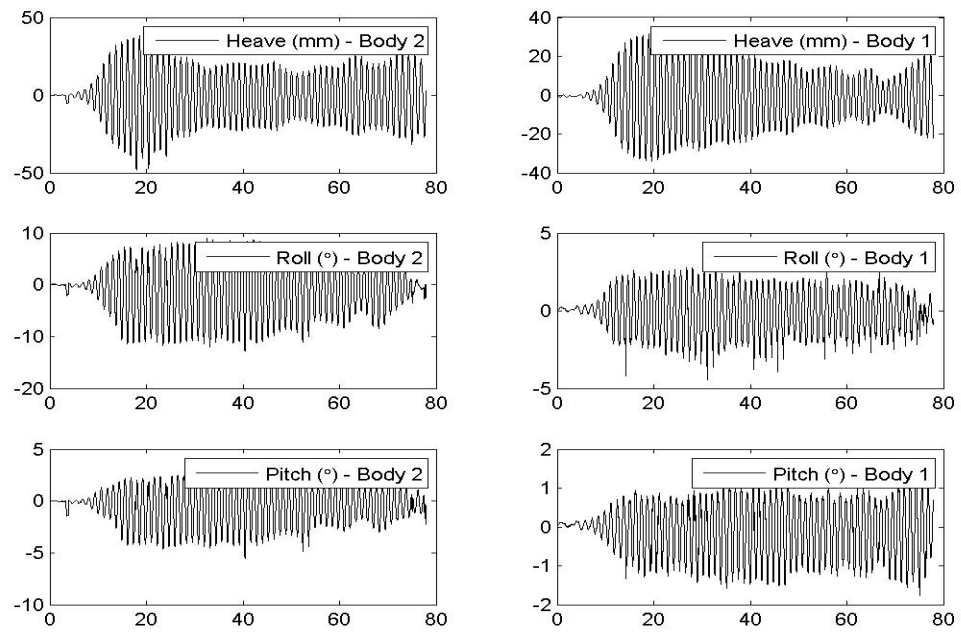 50
Heave (mm) - Body 2
0
-50
0 20 40 60 80
40
Heave (mm) - Body 1
20
0
-20
-40
0 20 40 60 80
10
Roll (°) - Body 2
0
-10
-20
0 20 40 60 80
5
Roll (°) - Body 1
0
-5
0 20 40 60 80
5
Pitch (°) - Body 2
0
-5
-10
0 20 40 60 80
2
Pitch (°) - Body 1
1
0
-1
-2
0 20 40 60 80